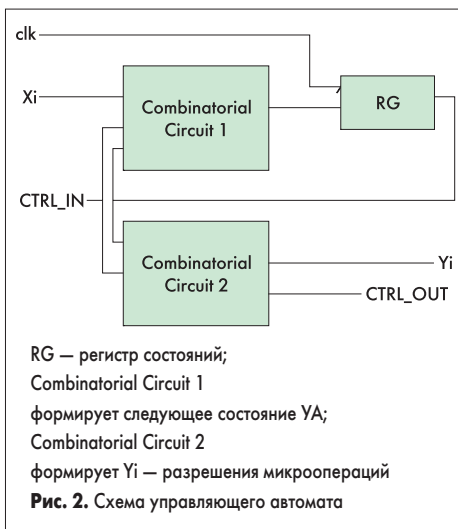 clk
Xi
Combinatorial
Circuit 1
RG
CTRL_IN
Combinatorial
Circuit 2
Yi
CTRL_OUT
RG — регистр состояний;
Combinatorial Circuit 1
формирует следующее состояние УА;
Combinatorial Circuit 2
формирует Yi — разрешения микроопераций
Рис. 2. Схема управляющего автомата